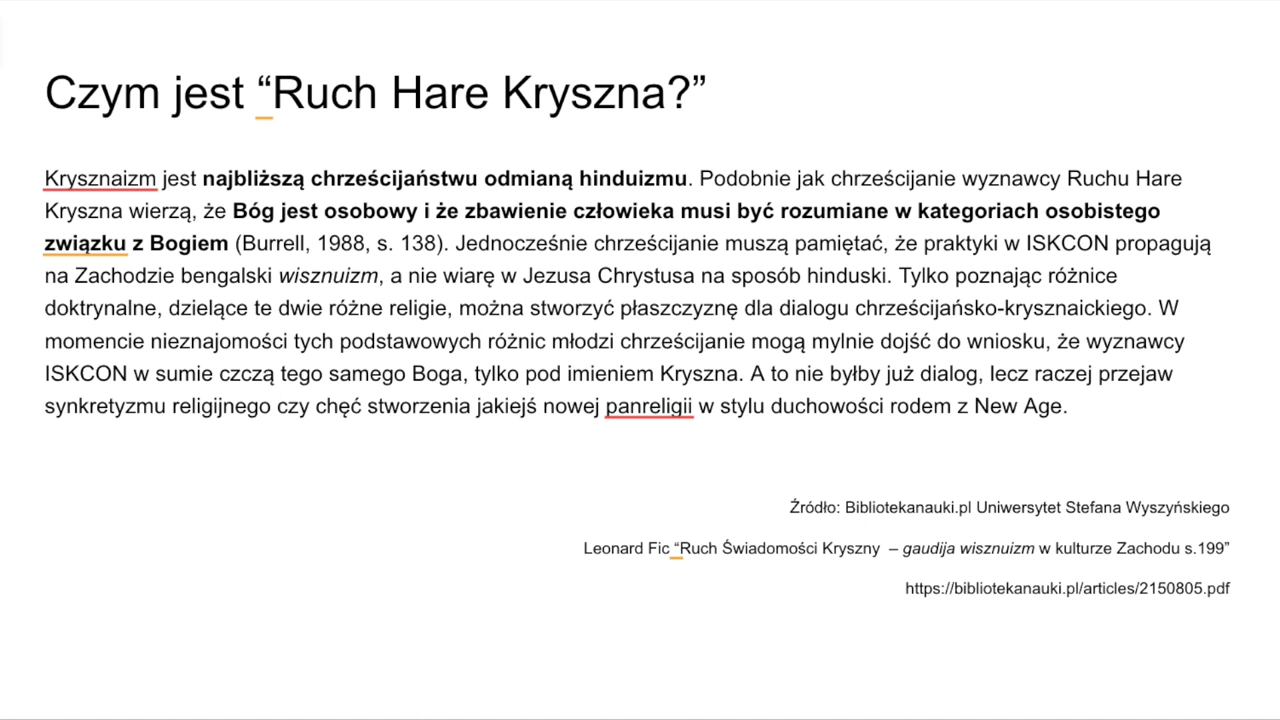 Czym jest “Ruch Hare Kryszna?”
Krysznaizm jest najbliższą chrześcijaństwu odmianą hinduizmu. Podobnie jak chrześcijanie wyznawcy Ruchu Hare
Kryszna wierzą, że Bóg jest osobowy i że zbawienie człowieka musi być rozumiane w kategoriach osobistego
związku z Bogiem (Burrell, 1988, s. 138). Jednocześnie chrześcijanie muszą pamiętać, że praktyki w ISKCON propagują
na Zachodzie bengalski wisznuizm, a nie wiarę w Jezusa Chrystusa na sposób hinduski. Tylko poznając różnice
doktrynalne, dzielące te dwie różne religie, można stworzyć płaszczyznę dla dialogu chrześcijańsko-krysznaickiego. W
momencie nieznajomości tych podstawowych różnic młodzi chrześcijanie mogą mylnie dojść do wniosku, że wyznawcy
ISKCON w sumie czczą tego samego Boga, tylko pod imieniem Kryszna. A to nie byłby już dialog, lecz raczej przejaw
synkretyzmu religijnego czy chęć stworzenia jakiejś nowej panreligii w stylu duchowości rodem z New Age.
Źródło: Bibliotekanauki.pl Uniwersytet Stefana Wyszyńskiego
Leonard Fic “Ruch Świadomości Kryszny – gaudija wisznuizm w kulturze Zachodu s.199”
https://bibliotekanauki.pl/articles/2150805.pdf